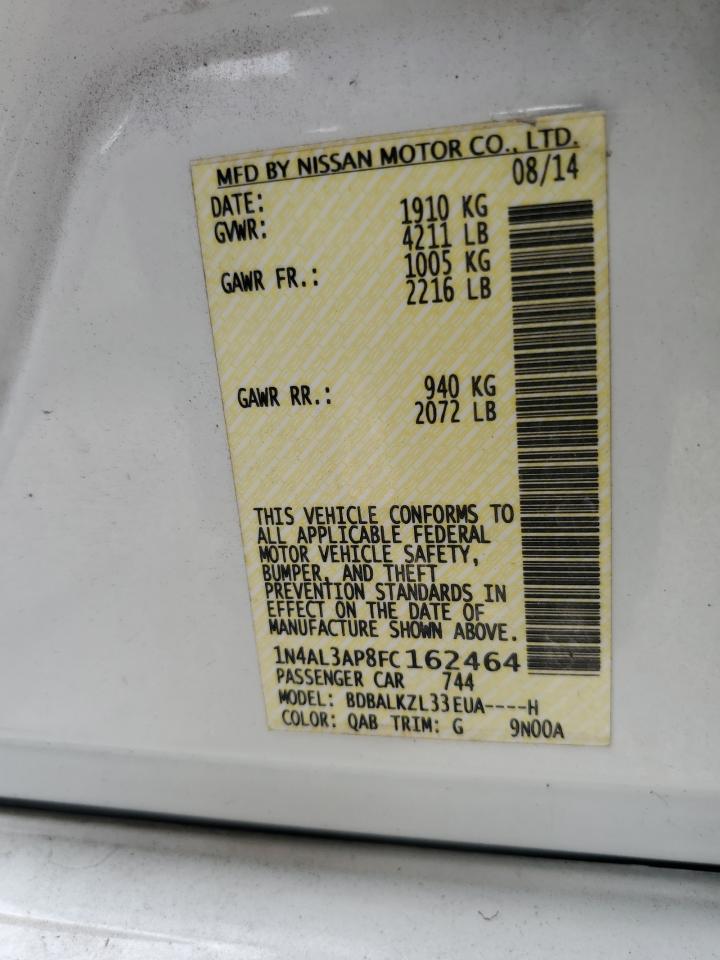 MFD BY NISSAN MOTOR CO., LTD.
DATE: 08/14
GVWR: 1910 KG
4211 LB
GAWR FR.: 1005 KG
2216 LB
GAWR RR.: 940 KG
2072 LB
THIS VEHICLE CONFORMS TO
ALL APPLICABLE FEDERAL
MOTOR VEHICLE SAFETY,
BUMPER, AND THEFT
PREVENTION STANDARDS IN
EFFECT ON THE DATE OF
MANUFACTURE SHOWN ABOVE.
1N4AL3AP8FC162464
PASSENGER CAR 744
MODEL: BDBALKZL33EUA----H
COLOR: QAB TRIM: G 9N00A